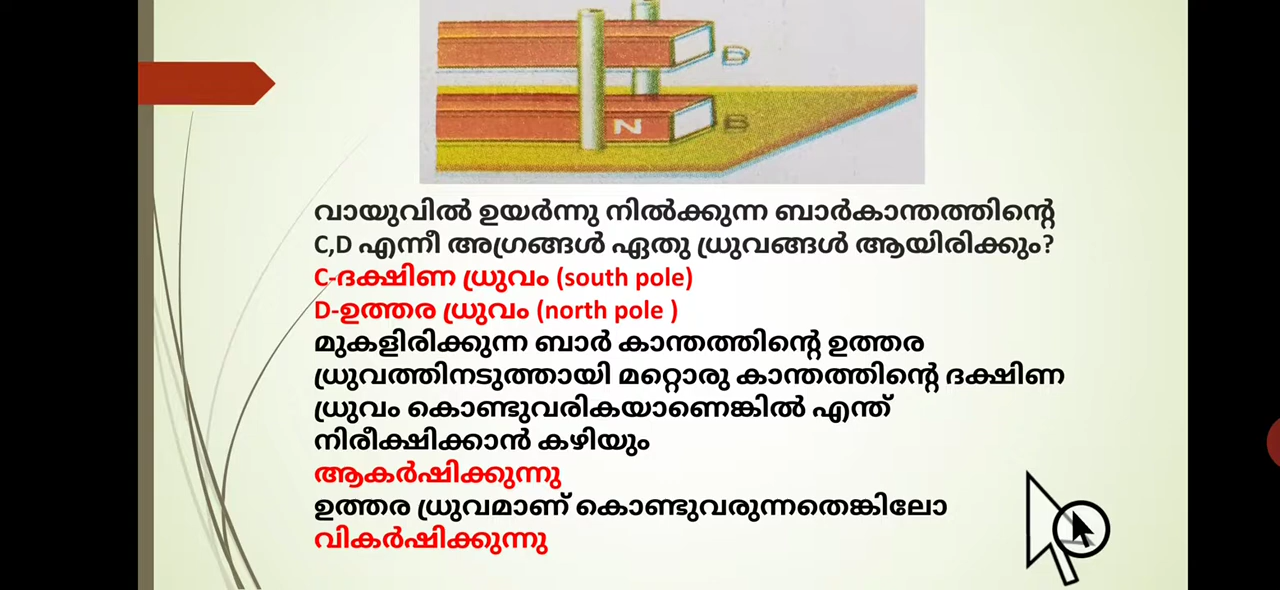 D
N
B
വായുവിൽ ഉയർന്നു നിൽക്കുന്ന ബാർകാന്തത്തിന്റെ
C,D എന്നീ അഗ്രങ്ങൾ ഏതു ധ്രുവങ്ങൾ ആയിരിക്കും?
C-ദക്ഷിണ ധ്രുവം (south pole)
D-ഉത്തര ധ്രുവം (north pole )
മുകളിരിക്കുന്ന ബാർ കാന്തത്തിന്റെ ഉത്തര
ധ്രുവത്തിനടുത്തായി മറ്റൊരു കാന്തത്തിന്റെ ദക്ഷിണ
ധ്രുവം കൊണ്ടുവരികയാണെങ്കിൽ എന്ത്
നിരീക്ഷിക്കാൻ കഴിയും
ആകർഷിക്കുന്നു
ഉത്തര ധ്രുവമാണ് കൊണ്ടുവരുന്നതെങ്കിലോ
വികർഷിക്കുന്നു